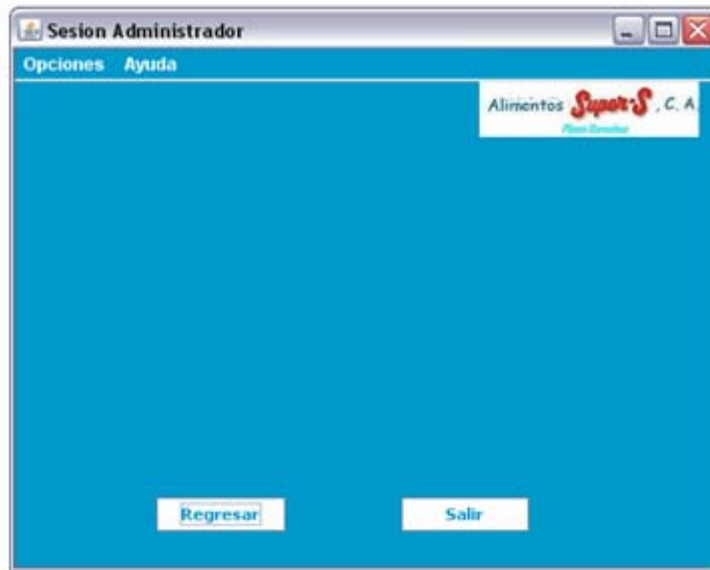 Sesion Administrador
Opciones Ayuda
Alimentos Super·S, C. A.
Regresar Salir